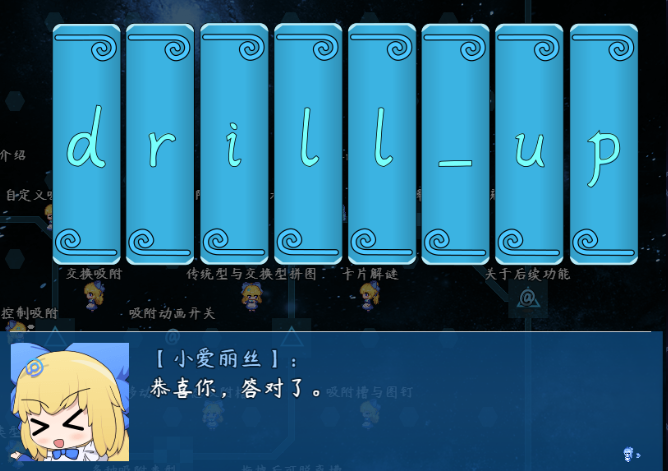 drill_up
介绍
自定义吸
交换吸附
传统型与交换型拼图:
卡片解谜
关于后续功能
控制吸附
吸附动画开关
【小爱丽丝】:
恭喜你，答对了。
吸附槽与图钉